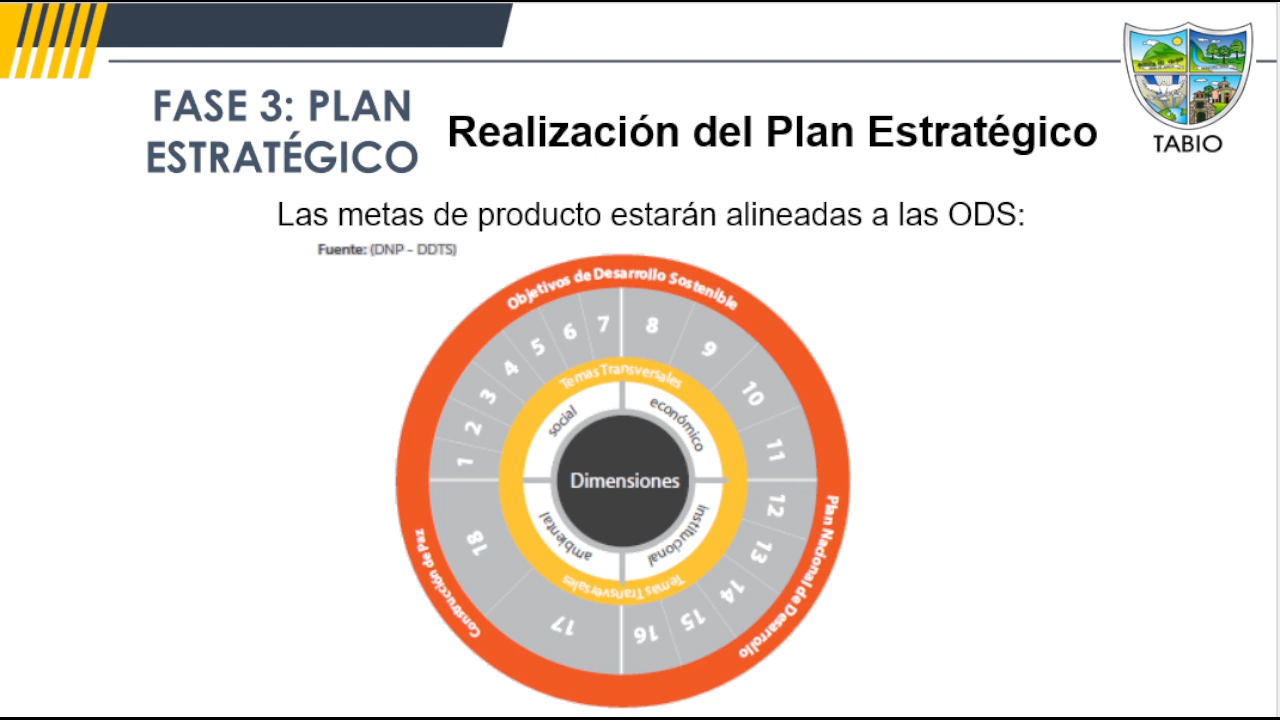 FASE 3: PLAN
ESTRATÉGICO
Realización del Plan Estratégico
TABIO
Las metas de producto estarán alineadas a las ODS:
Fuente: (DNP - DDTS)
Objetivos de Desarrollo Sostenible
Plan Nacional de Desarrollo
Construcción de Paz
1
2
3
4
5
6
7
8
9
10
11
12
13
14
15
16
17
18
Temas Transversales
Temas Transversales
social
económico
institucional
ambiental
Dimensiones